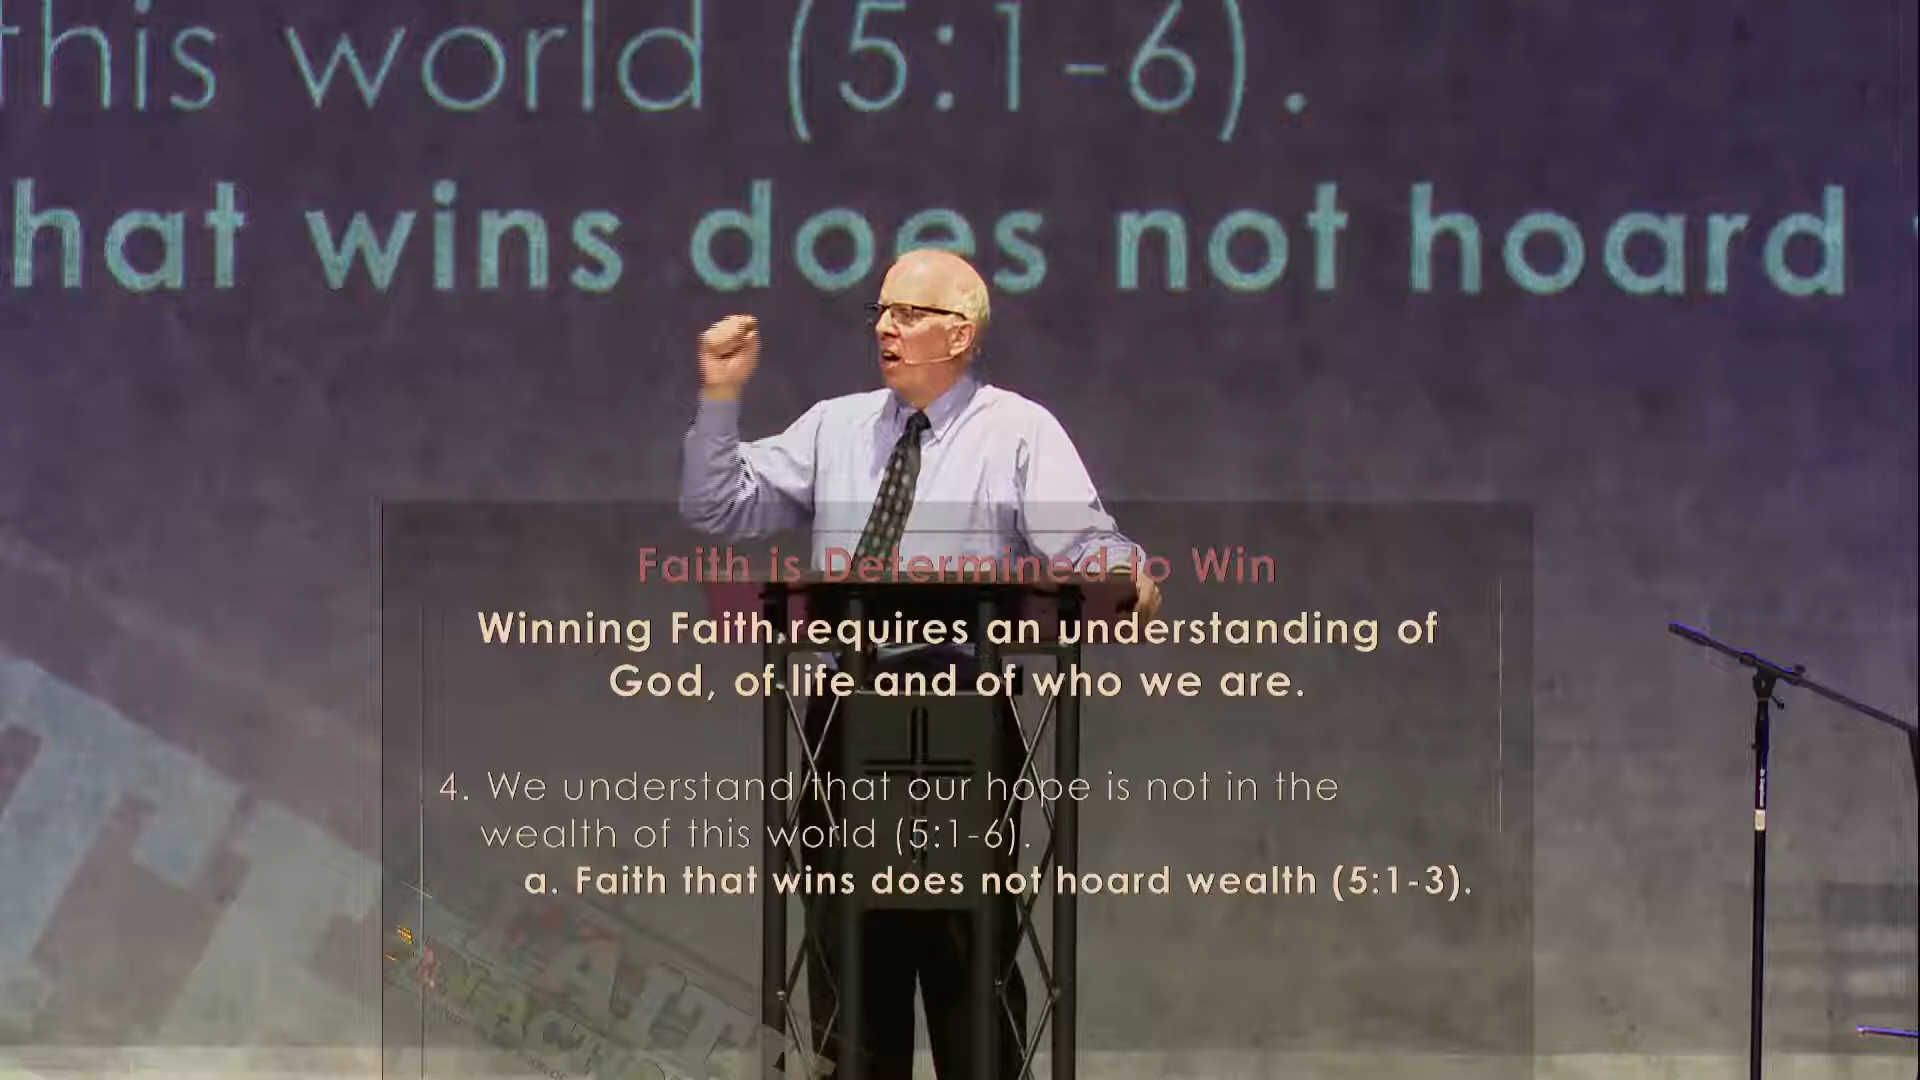 this world (5:1-6).
hat wins does not hoard
Faith is Determined to Win
Winning Faith requires an understanding of
God, of life and of who we are.
4. We understand that our hope is not in the
wealth of this world (5:1-6).
a. Faith that wins does not hoard wealth (5:1-3).